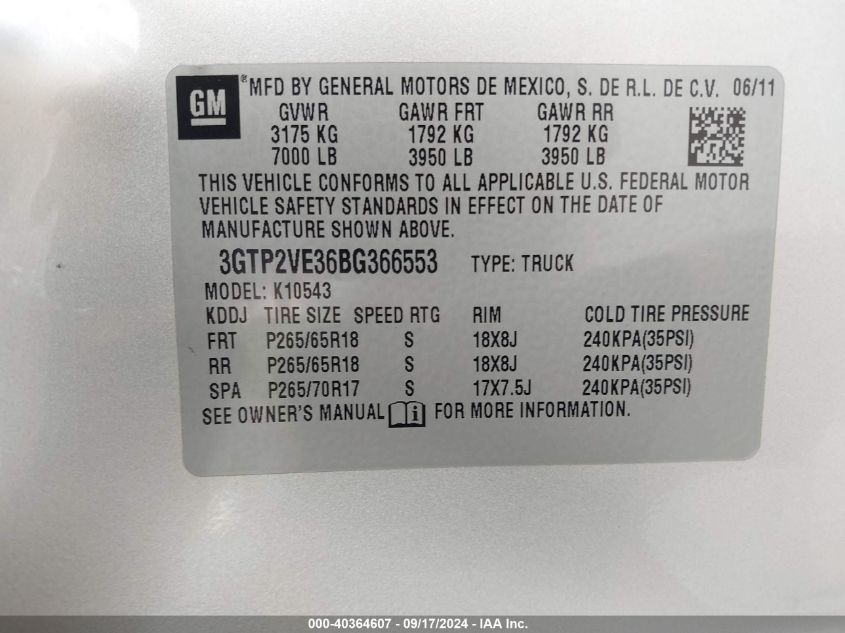 GM ® MFD BY GENERAL MOTORS DE MEXICO, S. DE R.L. DE C.V. 06/11
GVWR GAWR FRT GAWR RR
3175 KG 1792 KG 1792 KG
7000 LB 3950 LB 3950 LB
THIS VEHICLE CONFORMS TO ALL APPLICABLE U.S. FEDERAL MOTOR
VEHICLE SAFETY STANDARDS IN EFFECT ON THE DATE OF
MANUFACTURE SHOWN ABOVE.
3GTP2VE36BG366553 TYPE: TRUCK
MODEL: K10543
KDDJ TIRE SIZE SPEED RTG RIM COLD TIRE PRESSURE
FRT P265/65R18 S 18X8J 240KPA(35PSI)
RR P265/65R18 S 18X8J 240KPA(35PSI)
SPA P265/70R17 S 17X7.5J 240KPA(35PSI)
SEE OWNER'S MANUAL i FOR MORE INFORMATION.
000-40364607 - 09/17/2024 - IAA Inc.